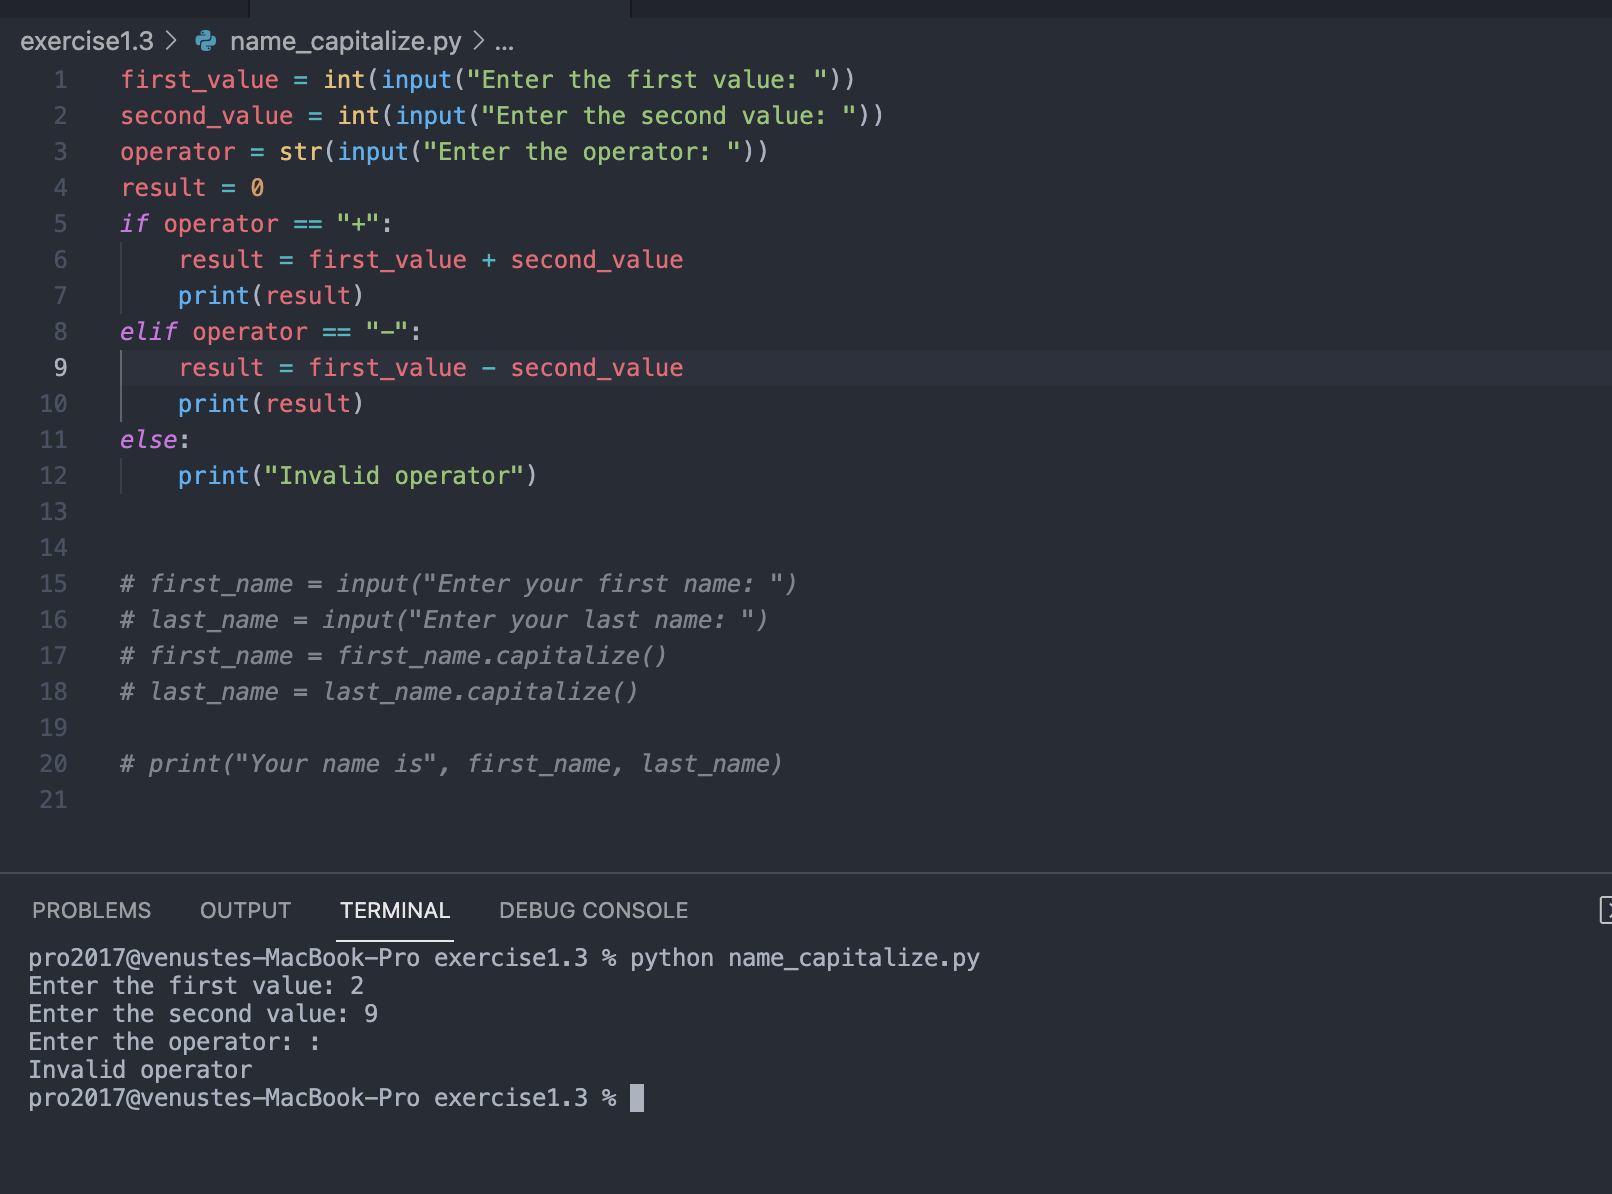 exercise1.3 > name_capitalize.py > ...
1 first_value = int(input("Enter the first value: "))
2 second_value = int(input("Enter the second value: "))
3 operator = str(input("Enter the operator: "))
4 result = 0
5 if operator == "+":
6     result = first_value + second_value
7     print(result)
8 elif operator == "-":
9     result = first_value - second_value
10     print(result)
11 else:
12     print("Invalid operator")
13
14
15 # first_name = input("Enter your first name: ")
16 # last_name = input("Enter your last name: ")
17 # first_name = first_name.capitalize()
18 # last_name = last_name.capitalize()
19
20 # print("Your name is", first_name, last_name)
21
PROBLEMS OUTPUT TERMINAL DEBUG CONSOLE
pro2017@venustes-MacBook-Pro exercise1.3 % python name_capitalize.py
Enter the first value: 2
Enter the second value: 9
Enter the operator: :
Invalid operator
pro2017@venustes-MacBook-Pro exercise1.3 %